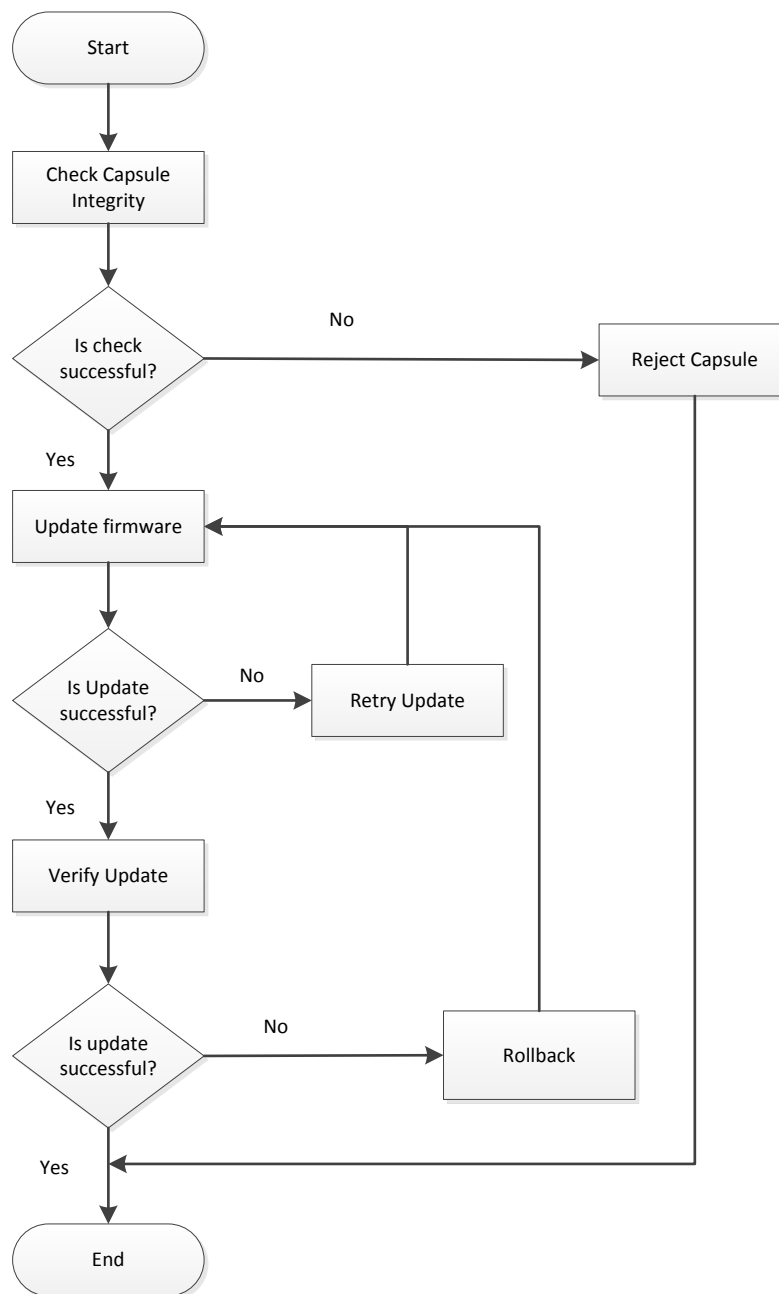 Start
Check Capsule
Integrity
Is check
successful?
No
Reject Capsule
Yes
Update firmware
Is Update
successful?
No
Retry Update
Yes
Verify Update
Is update
successful?
No
Rollback
Yes
End